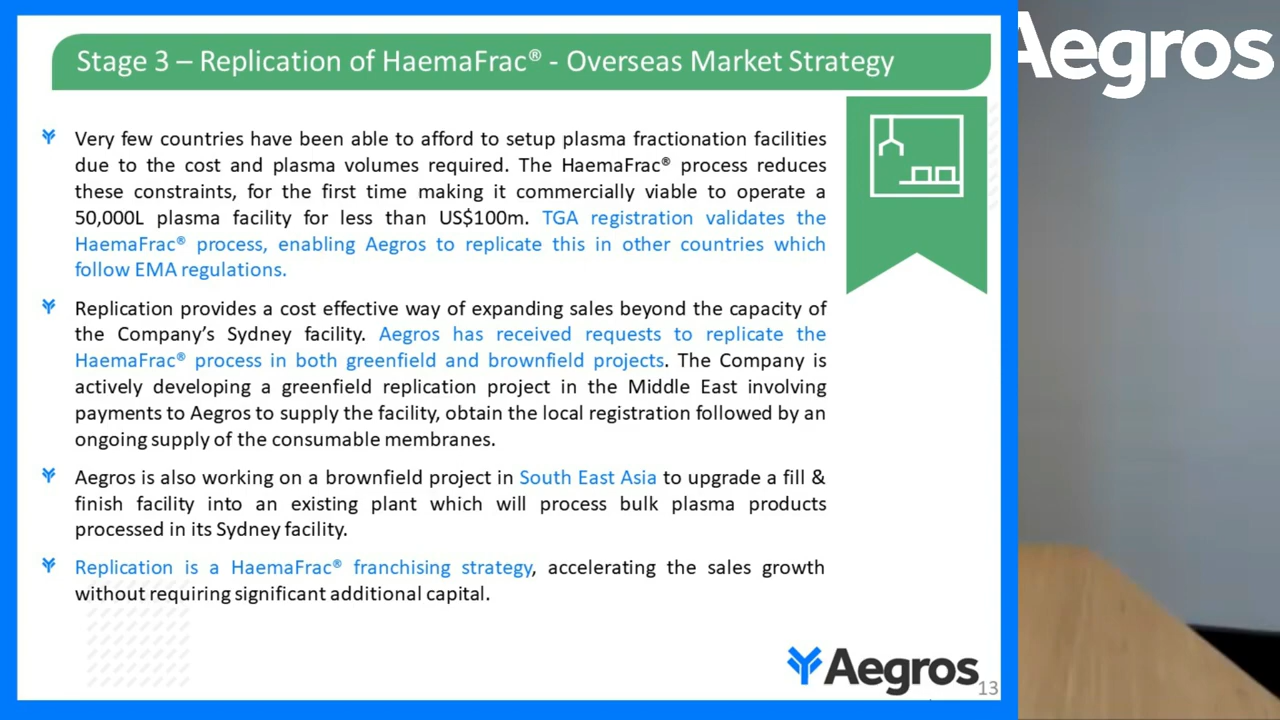 Stage 3 – Replication of HaemaFrac® - Overseas Market Strategy
Aegros
Very few countries have been able to afford to setup plasma fractionation facilities
due to the cost and plasma volumes required. The HaemaFrac® process reduces
these constraints, for the first time making it commercially viable to operate a
50,000L plasma facility for less than US$100m. TGA registration validates the
HaemaFrac® process, enabling Aegros to replicate this in other countries which
follow EMA regulations.
Replication provides a cost effective way of expanding sales beyond the capacity of
the Company’s Sydney facility. Aegros has received requests to replicate the
HaemaFrac® process in both greenfield and brownfield projects. The Company is
actively developing a greenfield replication project in the Middle East involving
payments to Aegros to supply the facility, obtain the local registration followed by an
ongoing supply of the consumable membranes.
Aegros is also working on a brownfield project in South East Asia to upgrade a fill &
finish facility into an existing plant which will process bulk plasma products
processed in its Sydney facility.
Replication is a HaemaFrac® franchising strategy, accelerating the sales growth
without requiring significant additional capital.
Aegros
13